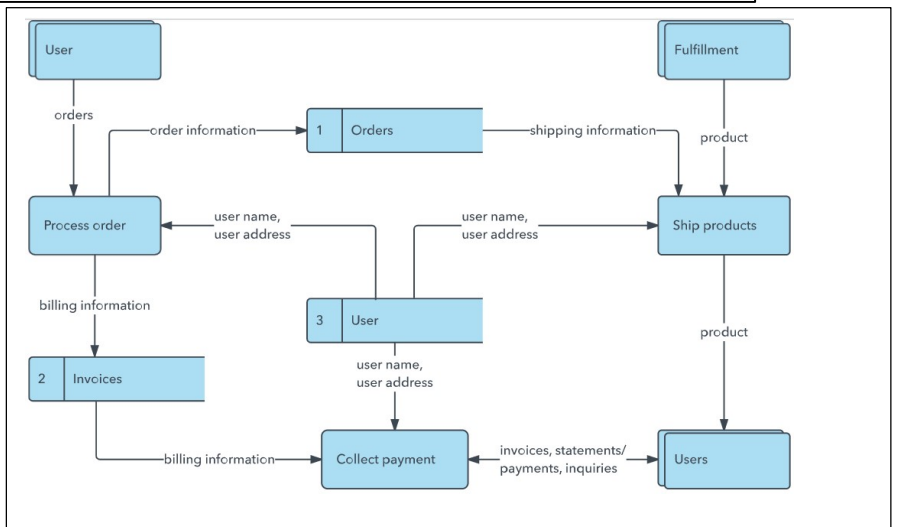 User
Fulfillment
orders
order information
1
Orders
shipping information
product
Process order
user name,
user address
user name,
user address
Ship products
billing information
3
User
product
2
Invoices
user name,
user address
billing information
Collect payment
invoices, statements/
payments, inquiries
Users